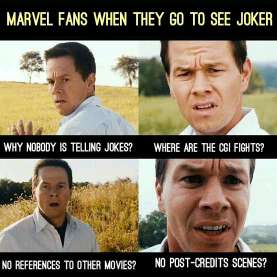 MARVEL FANS WHEN THEY GO TO SEE JOKER
WHY NOBODY IS TELLING JOKES?
WHERE ARE THE CGI FIGHTS?
NO REFERENCES TO OTHER MOVIES?
NO POST-CREDITS SCENES?